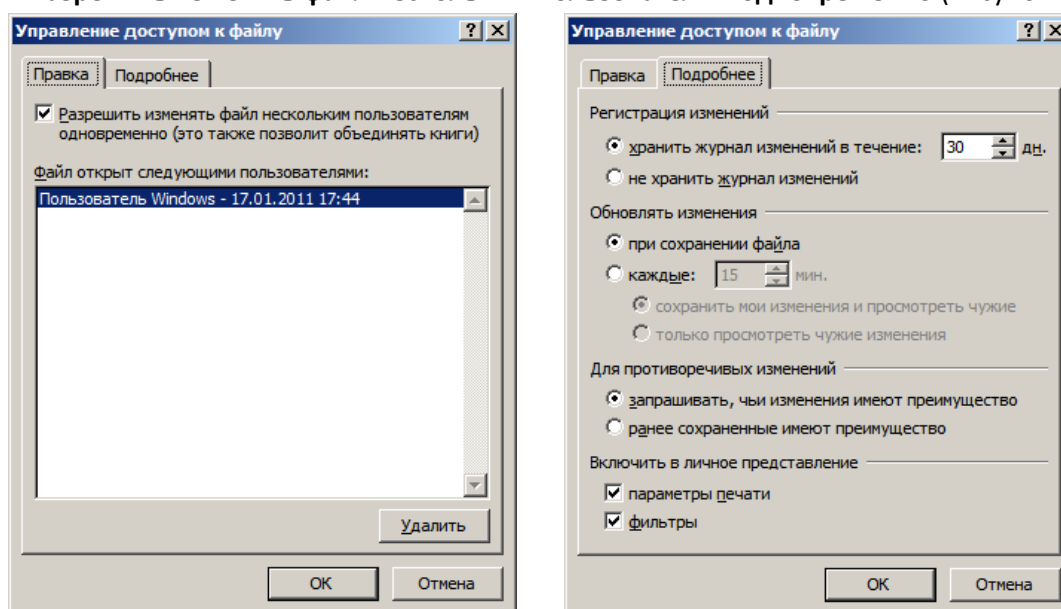 Управление доступом к файлу
Правка Подробнее
Разрешить изменять файл нескольким пользователям
одновременно (это также позволит объединять книги)
Файл открыт следующими пользователями:
Пользователь Windows - 17.01.2011 17:44
Удалить
ОК Отмена
Управление доступом к файлу
Правка Подробнее
Регистрация изменений
хранить журнал изменений в течение: 30 дн.
не хранить журнал изменений
Обновлять изменения
при сохранении файла
каждые: 15 мин.
сохранить мои изменения и просмотреть чужие
только просмотреть чужие изменения
Для противоречивых изменений
запрашивать, чьи изменения имеют преимущество
ранее сохраненные имеют преимущество
Включить в личное представление
параметры печати
фильтры
ОК Отмена